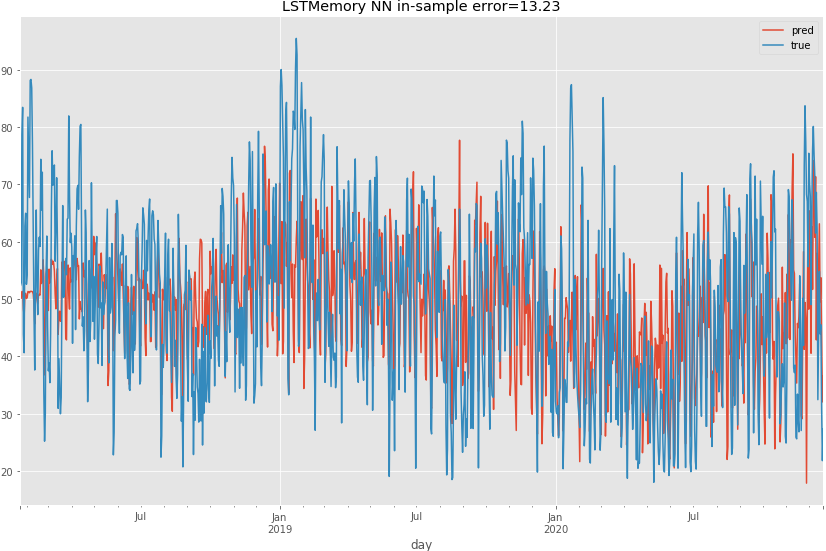 LSTMemory NN in-sample error=13.23
pred
true
90
80
70
60
50
40
30
20
Jul
Jan
2019
Jul
Jan
2020
Jul
day